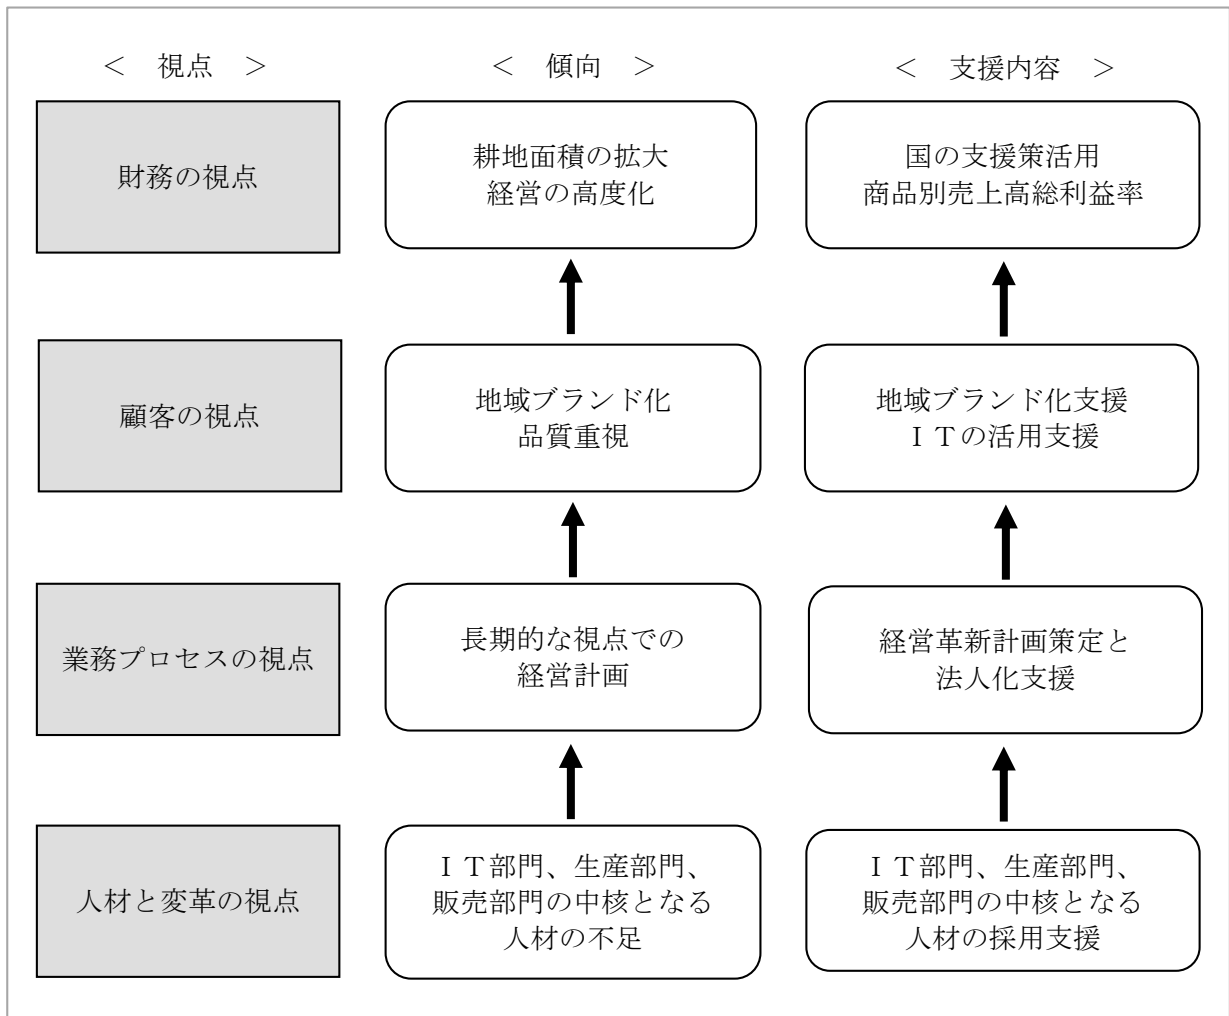 ＜　視点　＞
＜　傾向　＞
＜　支援内容　＞
財務の視点
耕地面積の拡大
経営の高度化
国の支援策活用
商品別売上高総利益率
顧客の視点
地域ブランド化
品質重視
地域ブランド化支援
ＩＴの活用支援
業務プロセスの視点
長期的な視点での
経営計画
経営革新計画策定と
法人化支援
人材と変革の視点
ＩＴ部門、生産部門、
販売部門の中核となる
人材の不足
ＩＴ部門、生産部門、
販売部門の中核となる
人材の採用支援